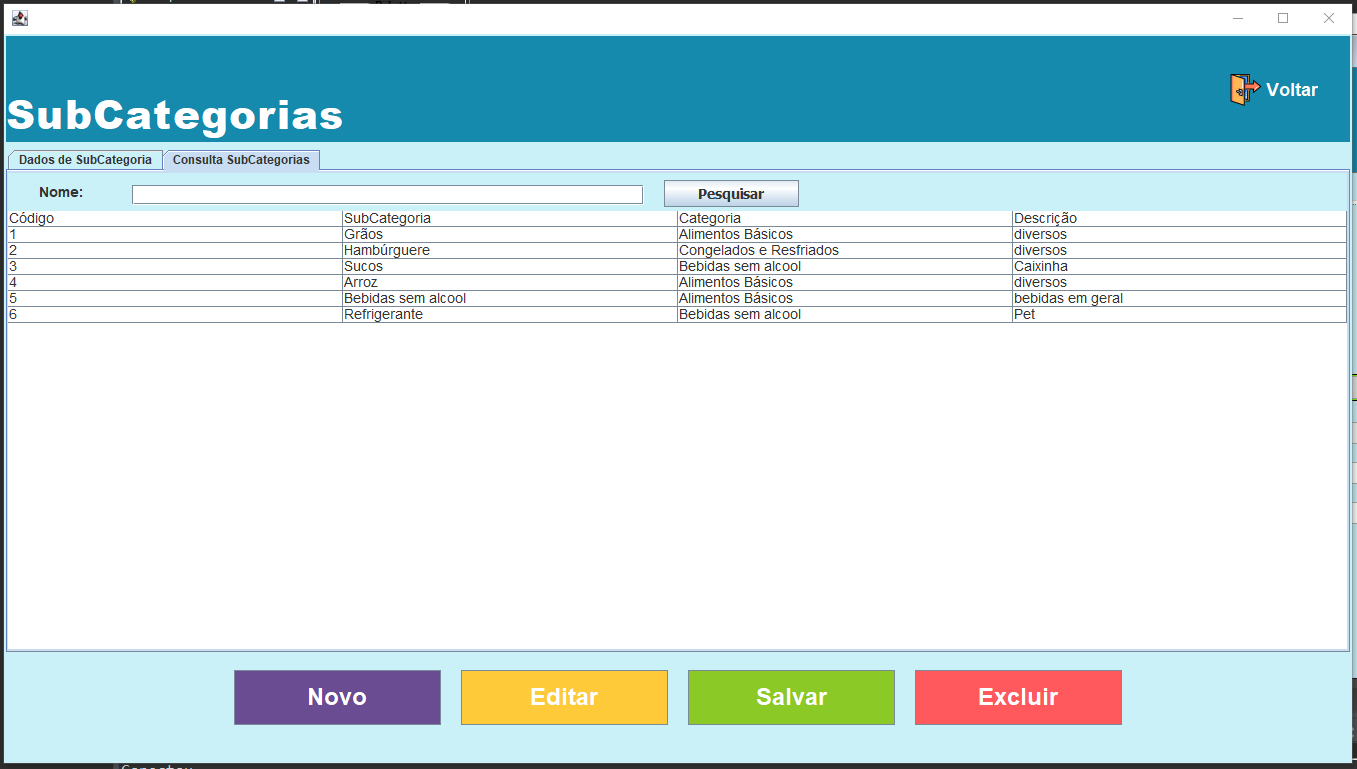 Voltar
SubCategorias
Dados de SubCategoria Consulta SubCategorias
Nome: Pesquisar
Código SubCategoria Categoria Descrição
1 Grãos Alimentos Básicos diversos
2 Hambúrguere Congelados e Resfriados diversos
3 Sucos Bebidas sem alcool Caixinha
4 Arroz Alimentos Básicos diversos
5 Bebidas sem alcool Alimentos Básicos bebidas em geral
6 Refrigerante Bebidas sem alcool Pet
Novo Editar Salvar Excluir